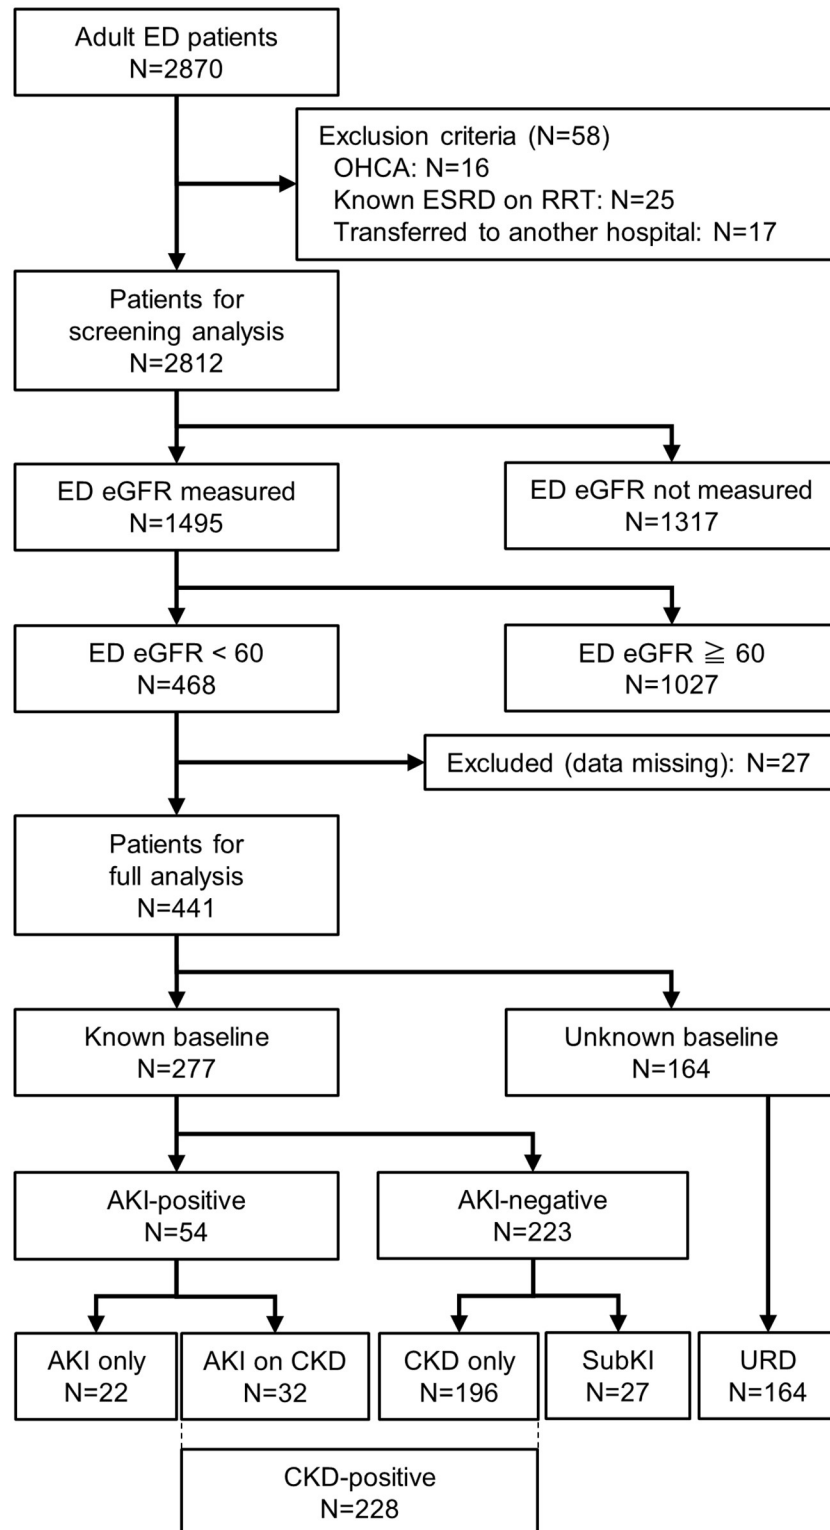 Adult ED patients
N=2870
Exclusion criteria (N=58)
OHCA: N=16
Known ESRD on RRT: N=25
Transferred to another hospital: N=17
Patients for
screening analysis
N=2812
ED eGFR measured
N=1495
ED eGFR not measured
N=1317
ED eGFR < 60
N=468
ED eGFR ≧ 60
N=1027
Excluded (data missing): N=27
Patients for
full analysis
N=441
Known baseline
N=277
Unknown baseline
N=164
AKI-positive
N=54
AKI-negative
N=223
AKI only
N=22
AKI on CKD
N=32
CKD only
N=196
SubKI
N=27
URD
N=164
CKD-positive
N=228